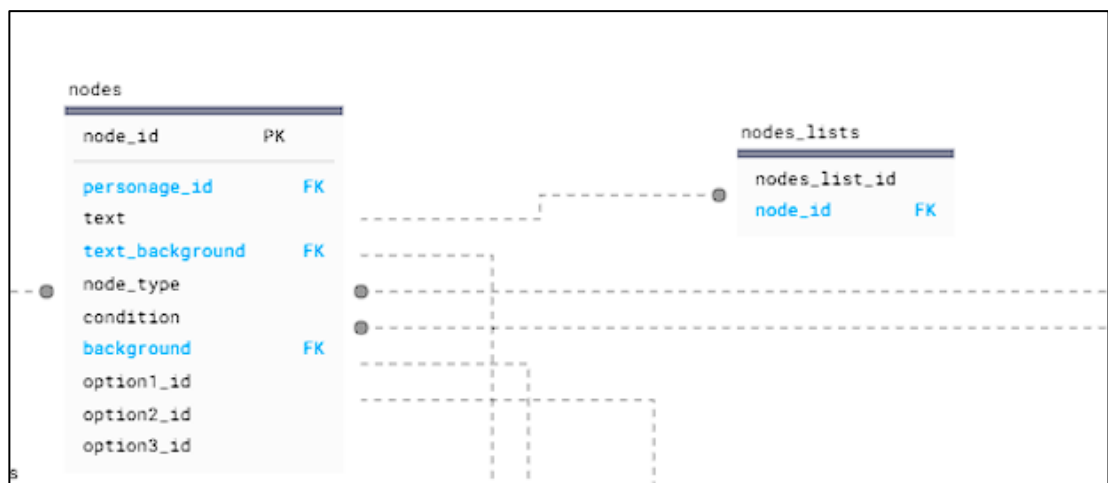 nodes
node_id PK
personage_id FK
text
text_background FK
node_type
condition
background FK
option1_id
option2_id
option3_id
s
nodes_lists
nodes_list_id
node_id FK